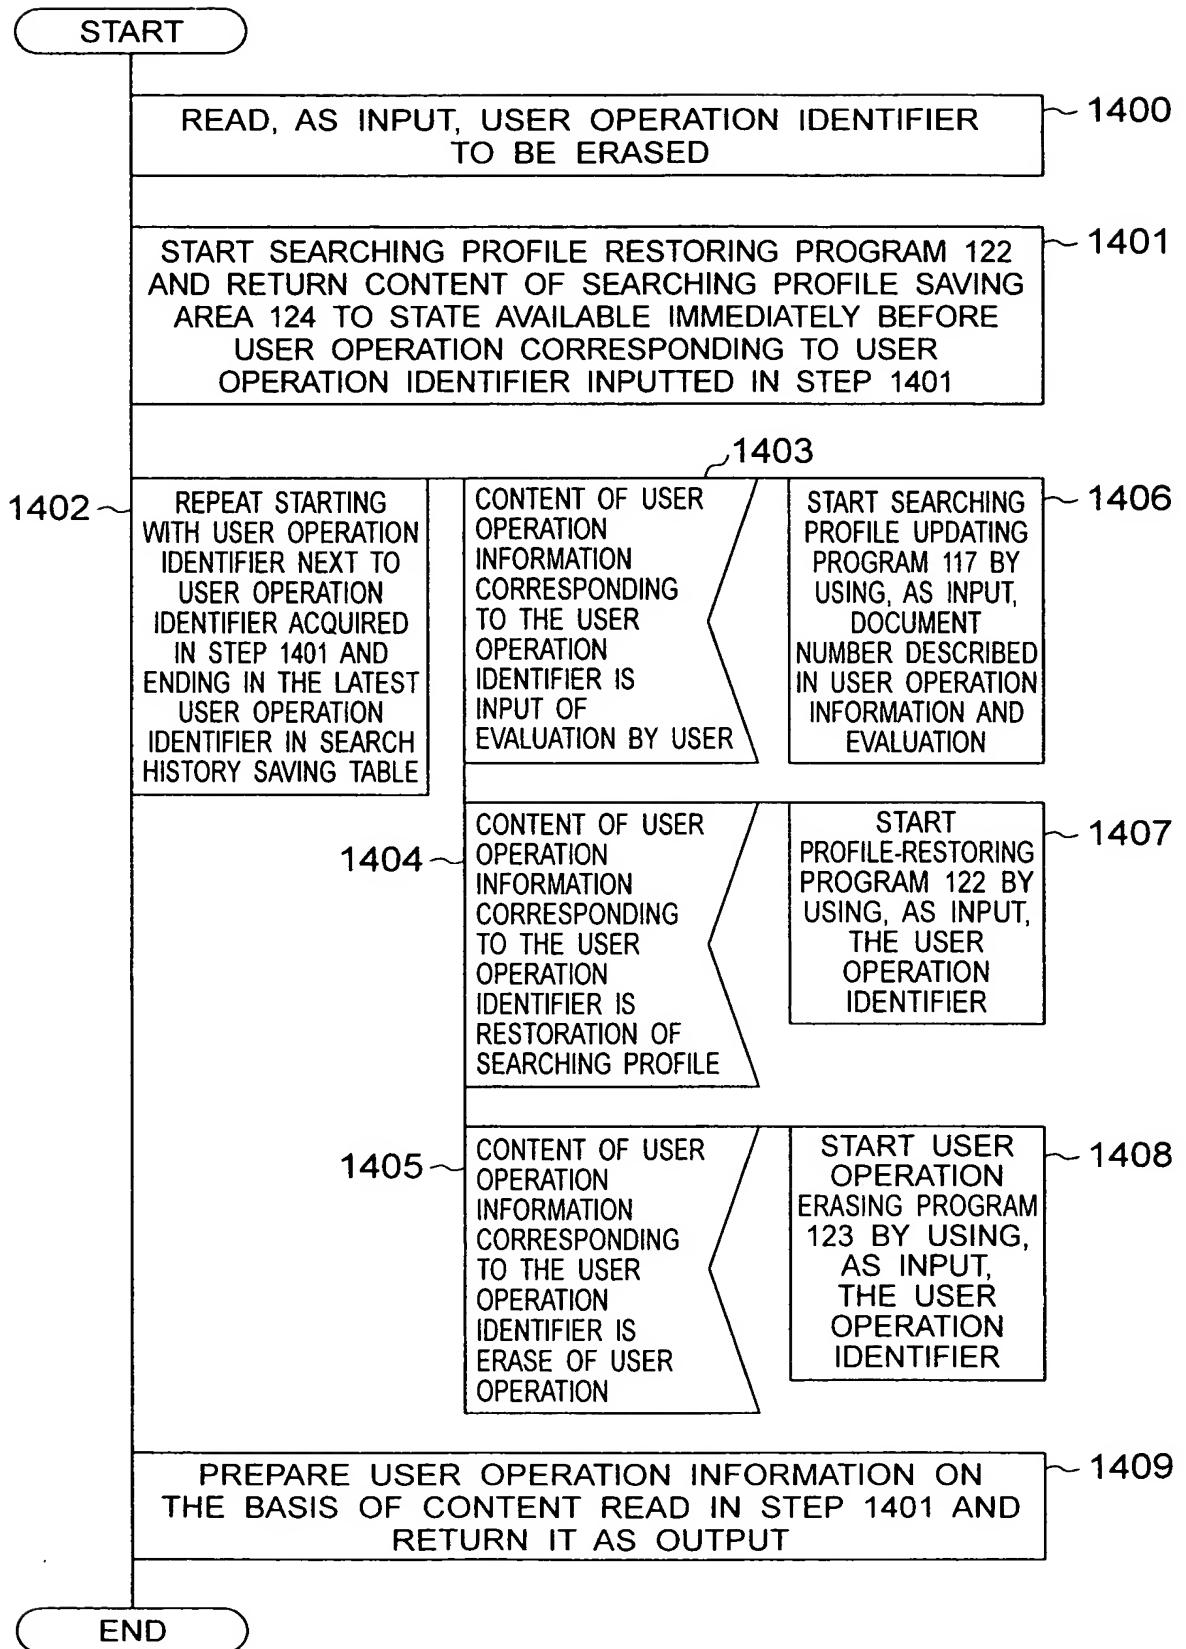 START
READ, AS INPUT, USER OPERATION IDENTIFIER
TO BE ERASED
1400
START SEARCHING PROFILE RESTORING PROGRAM 122
AND RETURN CONTENT OF SEARCHING PROFILE SAVING
AREA 124 TO STATE AVAILABLE IMMEDIATELY BEFORE
USER OPERATION CORRESPONDING TO USER
OPERATION IDENTIFIER INPUTTED IN STEP 1401
1401
1402
REPEAT STARTING
WITH USER OPERATION
IDENTIFIER NEXT TO
USER OPERATION
IDENTIFIER ACQUIRED
IN STEP 1401 AND
ENDING IN THE LATEST
USER OPERATION
IDENTIFIER IN SEARCH
HISTORY SAVING TABLE
1403
CONTENT OF USER
OPERATION
INFORMATION
CORRESPONDING
TO THE USER
OPERATION
IDENTIFIER IS
INPUT OF
EVALUATION BY USER
1406
START SEARCHING
PROFILE UPDATING
PROGRAM 117 BY
USING, AS INPUT,
DOCUMENT
NUMBER DESCRIBED
IN USER OPERATION
INFORMATION AND
EVALUATION
1404
CONTENT OF USER
OPERATION
INFORMATION
CORRESPONDING
TO THE USER
OPERATION
IDENTIFIER IS
RESTORATION OF
SEARCHING PROFILE
1407
START
PROFILE-RESTORING
PROGRAM 122 BY
USING, AS INPUT,
THE USER
OPERATION
IDENTIFIER
1405
CONTENT OF USER
OPERATION
INFORMATION
CORRESPONDING
TO THE USER
OPERATION
IDENTIFIER IS
ERASE OF USER
OPERATION
1408
START USER
OPERATION
ERASING PROGRAM
123 BY USING,
AS INPUT,
THE USER
OPERATION
IDENTIFIER
PREPARE USER OPERATION INFORMATION ON
THE BASIS OF CONTENT READ IN STEP 1401 AND
RETURN IT AS OUTPUT
1409
END